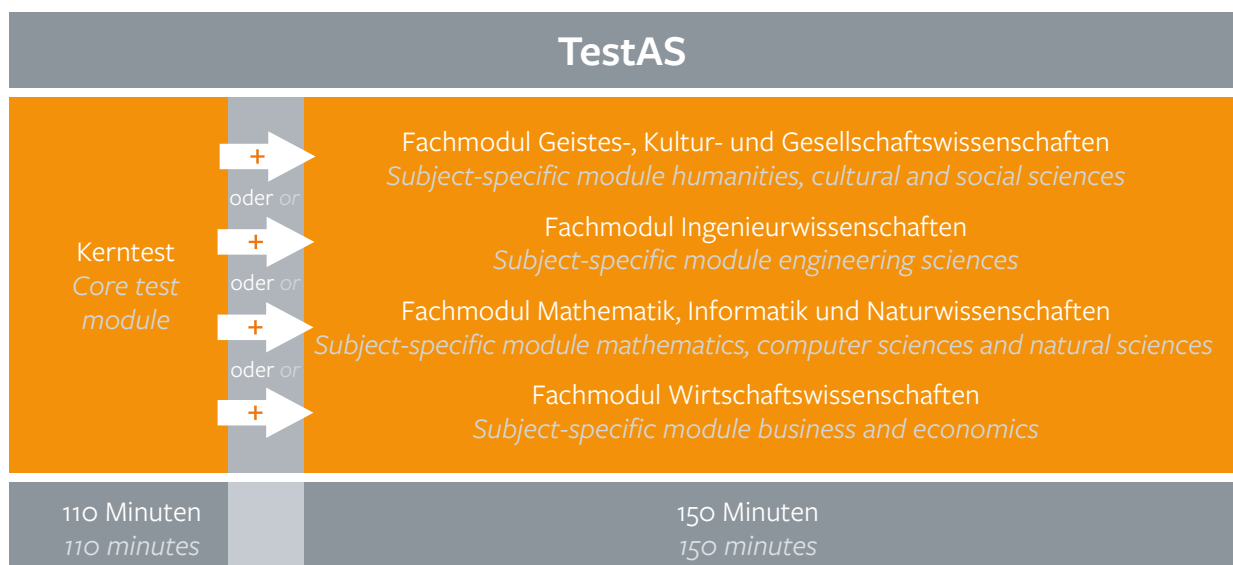 TestAS
Kerntest
Core test
module
+
oder or
+
oder or
+
oder or
+
Fachmodul Geistes-, Kultur- und Gesellschaftswissenschaften
Subject-specific module humanities, cultural and social sciences
Fachmodul Ingenieurwissenschaften
Subject-specific module engineering sciences
Fachmodul Mathematik, Informatik und Naturwissenschaften
Subject-specific module mathematics, computer sciences and natural sciences
Fachmodul Wirtschaftswissenschaften
Subject-specific module business and economics
110 Minuten
110 minutes
150 Minuten
150 minutes